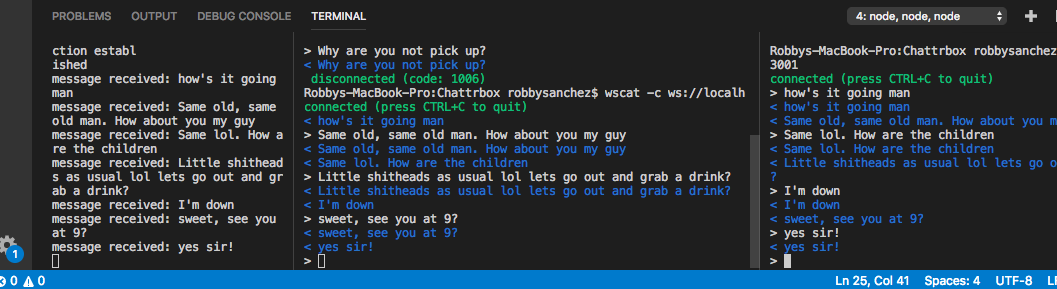 PROBLEMS OUTPUT DEBUG CONSOLE TERMINAL 4: node, node, node
ction establ
ished
message received: how's it going
man
message received: Same old, same
old man. How about you my guy
message received: Same lol. How a
re the children
message received: Little shithead
s as usual lol lets go out and gr
ab a drink?
message received: I'm down
message received: sweet, see you
at 9?
message received: yes sir!
> Why are you not pick up?
< Why are you not pick up?
disconnected (code: 1006)
Robbys-MacBook-Pro:Chattrbox robbysanchez$ wscat -c ws://localh
connected (press CTRL+C to quit)
< how's it going man
> Same old, same old man. How about you my guy
< Same old, same old man. How about you my guy
< Same lol. How are the children
> Little shitheads as usual lol lets go out and grab a drink?
< Little shitheads as usual lol lets go out and grab a drink?
< I'm down
> sweet, see you at 9?
< sweet, see you at 9?
< yes sir!
>
Robbys-MacBook-Pro:Chattrbox robbysanchez
3001
connected (press CTRL+C to quit)
> how's it going man
< how's it going man
< Same old, same old man. How about you m
> Same lol. How are the children
< Same lol. How are the children
< Little shitheads as usual lol lets go o
?
> I'm down
< I'm down
< sweet, see you at 9?
> yes sir!
< yes sir!
>
1
0 0 Ln 25, Col 41 Spaces: 4 UTF-8